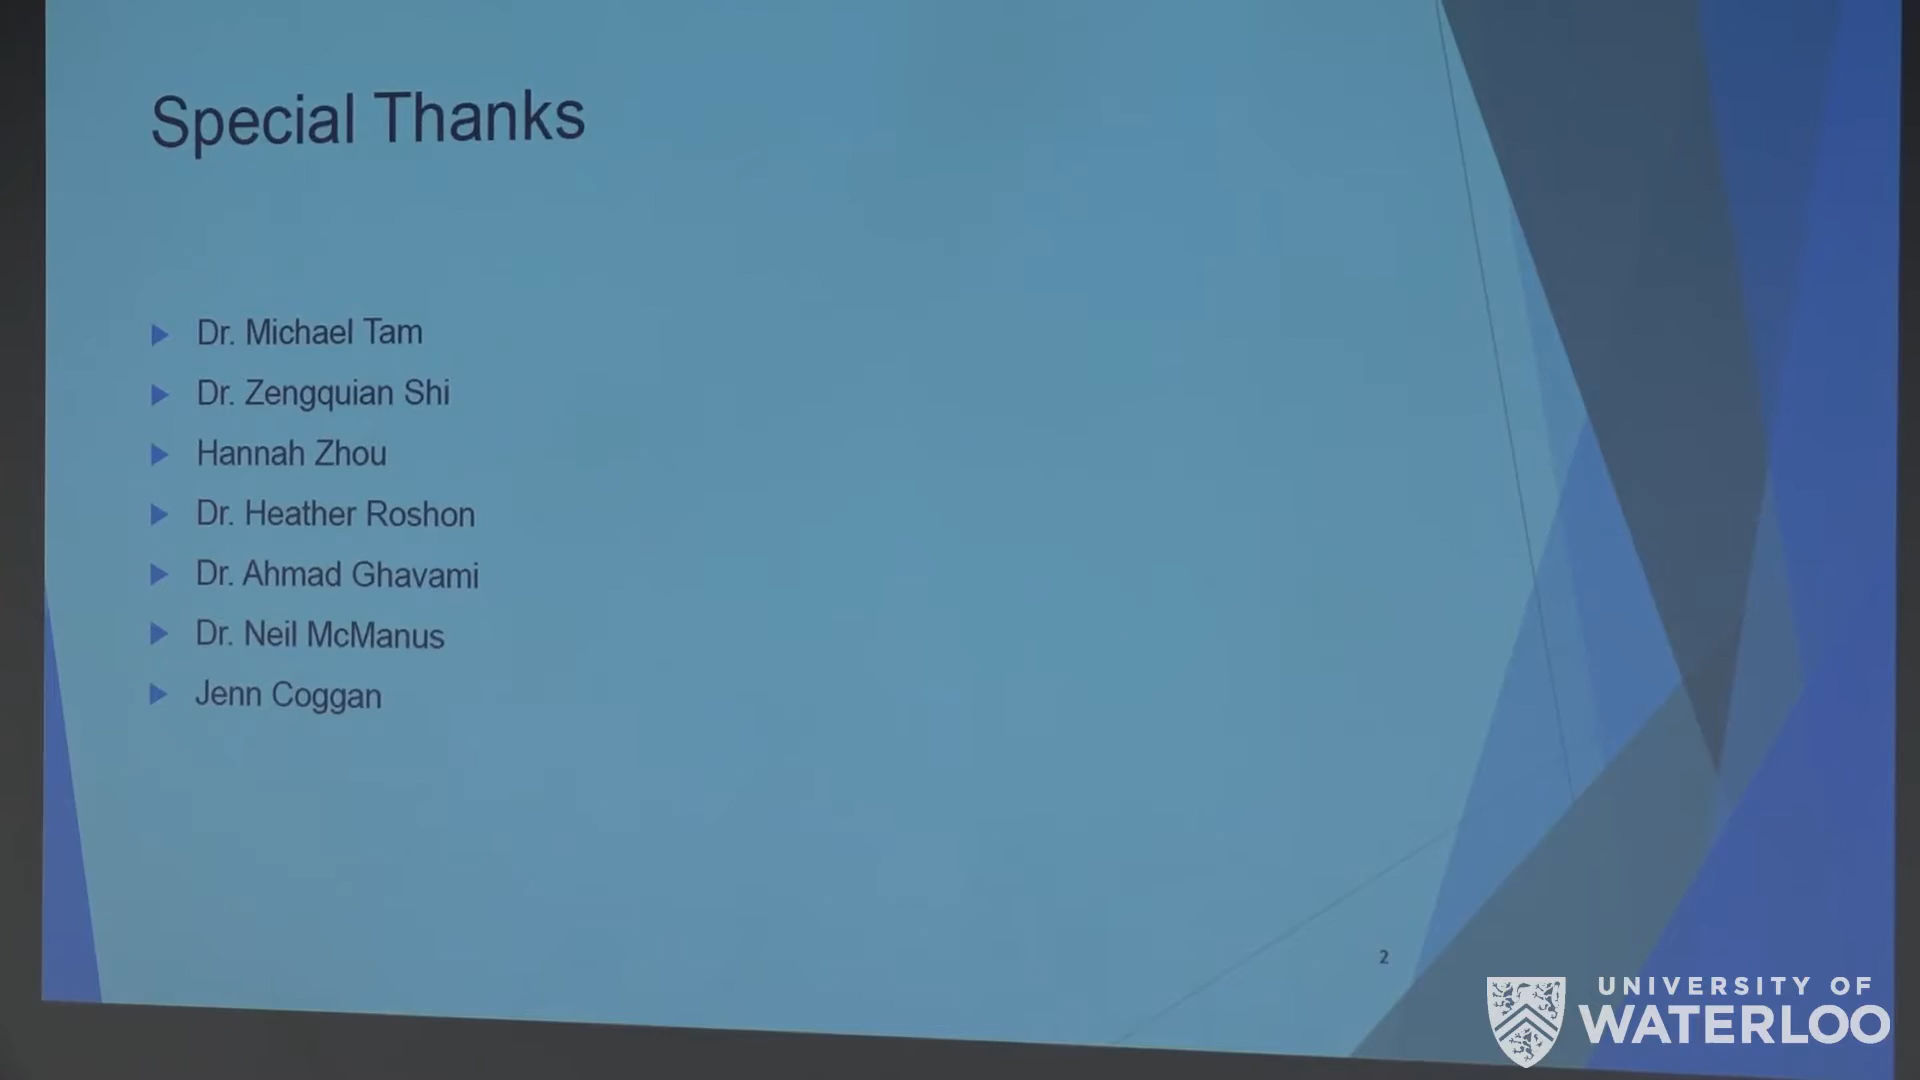 Special Thanks
Dr. Michael Tam
Dr. Zengquian Shi
Hannah Zhou
Dr. Heather Roshon
Dr. Ahmad Ghavami
Dr. Neil McManus
Jenn Coggan
2
UNIVERSITY OF
WATERLOO